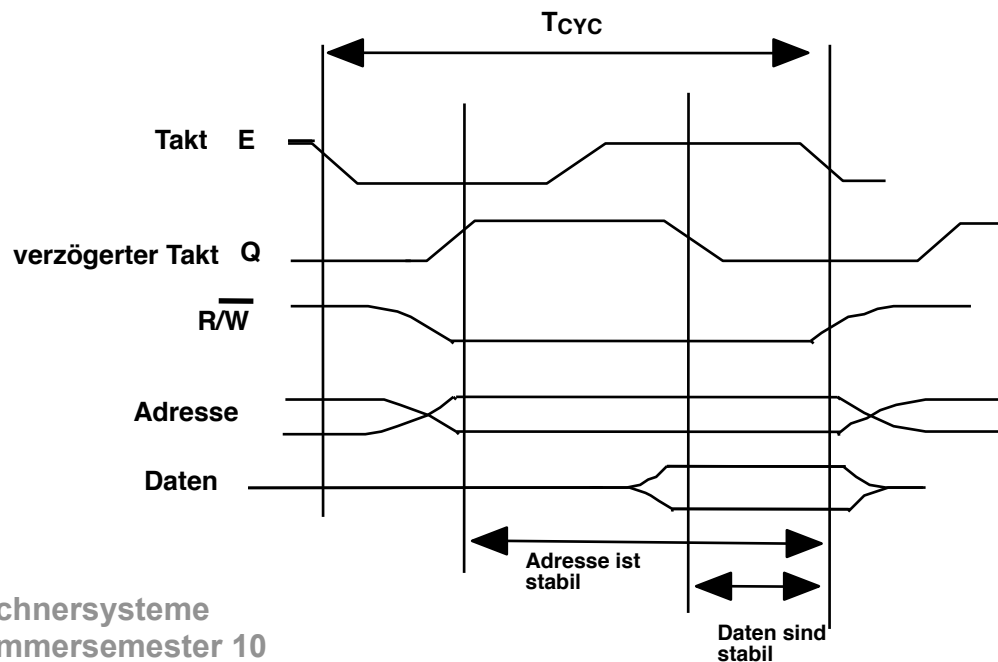 TCYC
Takt E
verzögerter Takt Q
R/W
Adresse
Daten
Adresse ist
stabil
chnersysteme
mmersemester 10
Daten sind
stabil